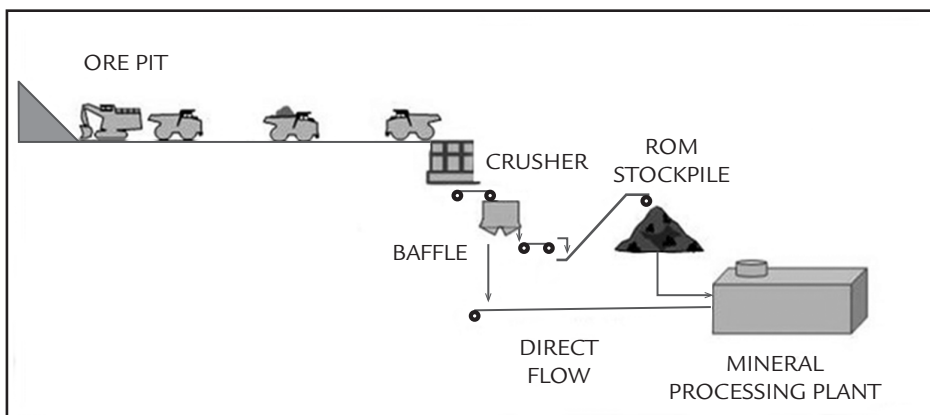 ORE PIT
CRUSHER
ROM
STOCKPILE
BAFFLE
DIRECT
FLOW
MINERAL
PROCESSING PLANT